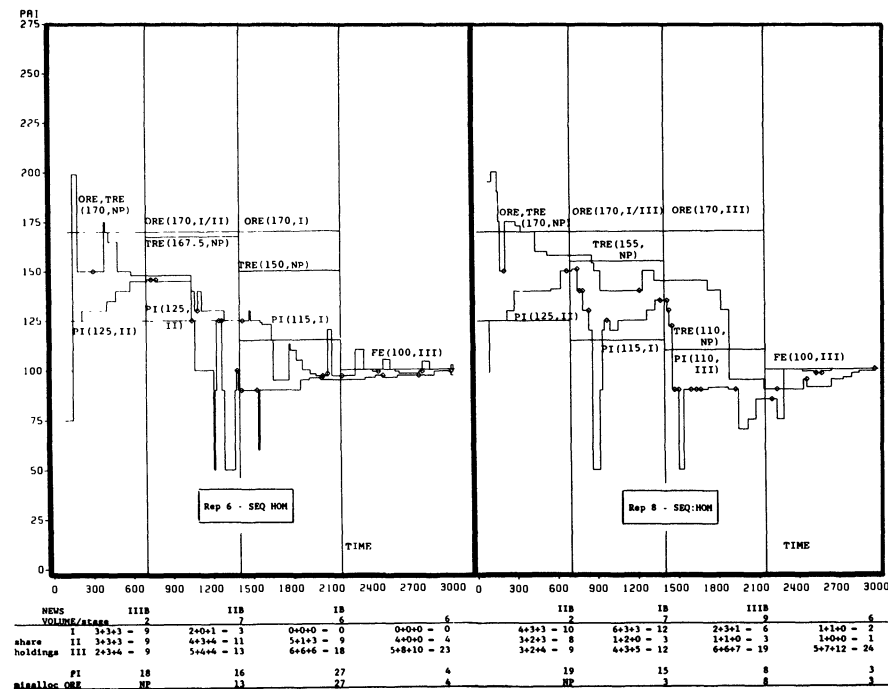 PRI
275
250
225
200
175
150
125
100
75
50
25
0
ORE,TRE
(170,NP)
ORE(170,I/II)
TRE(167.5,NP)
ORE(170,I)
TRE(150,NP)
PI(125,II)
PI(125,
II)
PI(115,I)
FE(100,III)
Rep 6 - SEQ HOM
TIME
ORE,TRE
(170,NP)
ORE(170,I/III)
ORE(170,III)
TRE(155,
NP)
PI(125,II)
PI(115,I)
TRE(110,
NP)
PI(110,
III)
FE(100,III)
Rep 8 - SEQ:HOM
TIME
0 300 600 900 1200 1500 1800 2100 2400 2700 3000 0 300 600 900 1200 1500 1800 2100 2400 2700 3000
NEWS IIIB IIB IB IIB IB IIIB
VOLUME/stage 2 7 6 6 2 7 9 6
I 3+3+3 = 9 2+0+1 = 3 0+0+0 = 0 0+0+0 = 0 4+3+3 = 10 6+3+3 = 12 2+3+1 = 6 1+1+0 = 2
share II 3+3+3 = 9 4+3+4 = 11 5+1+3 = 9 4+0+0 = 4 3+2+3 = 8 1+2+0 = 3 1+1+0 = 3 1+0+0 = 1
holdings III 2+3+4 = 9 5+4+4 = 13 6+6+6 = 18 5+8+10 = 23 3+2+4 = 9 4+3+5 = 12 6+6+7 = 19 5+7+12 = 24
PI 18 16 27 4 19 15 8 3
misalloc ORE NP 13 27 4 NP 3 8 3